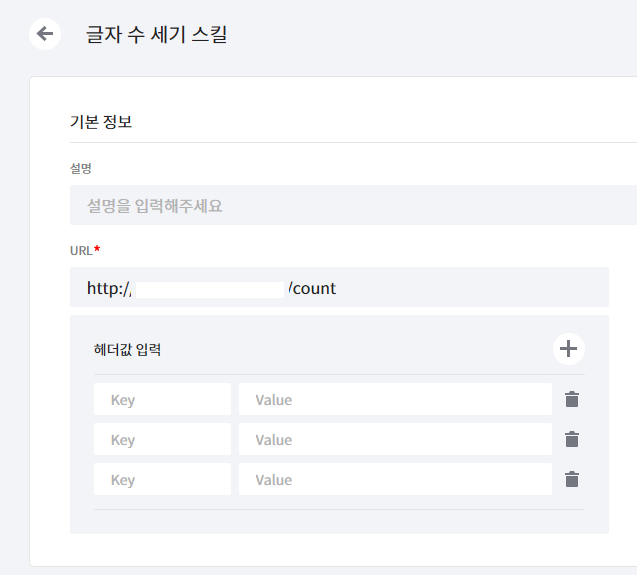 글자 수 세기 스킬
기본 정보
설명
설명을 입력해주세요
URL*
http:/, /count
헤더값 입력
Key Value
Key Value
Key Value